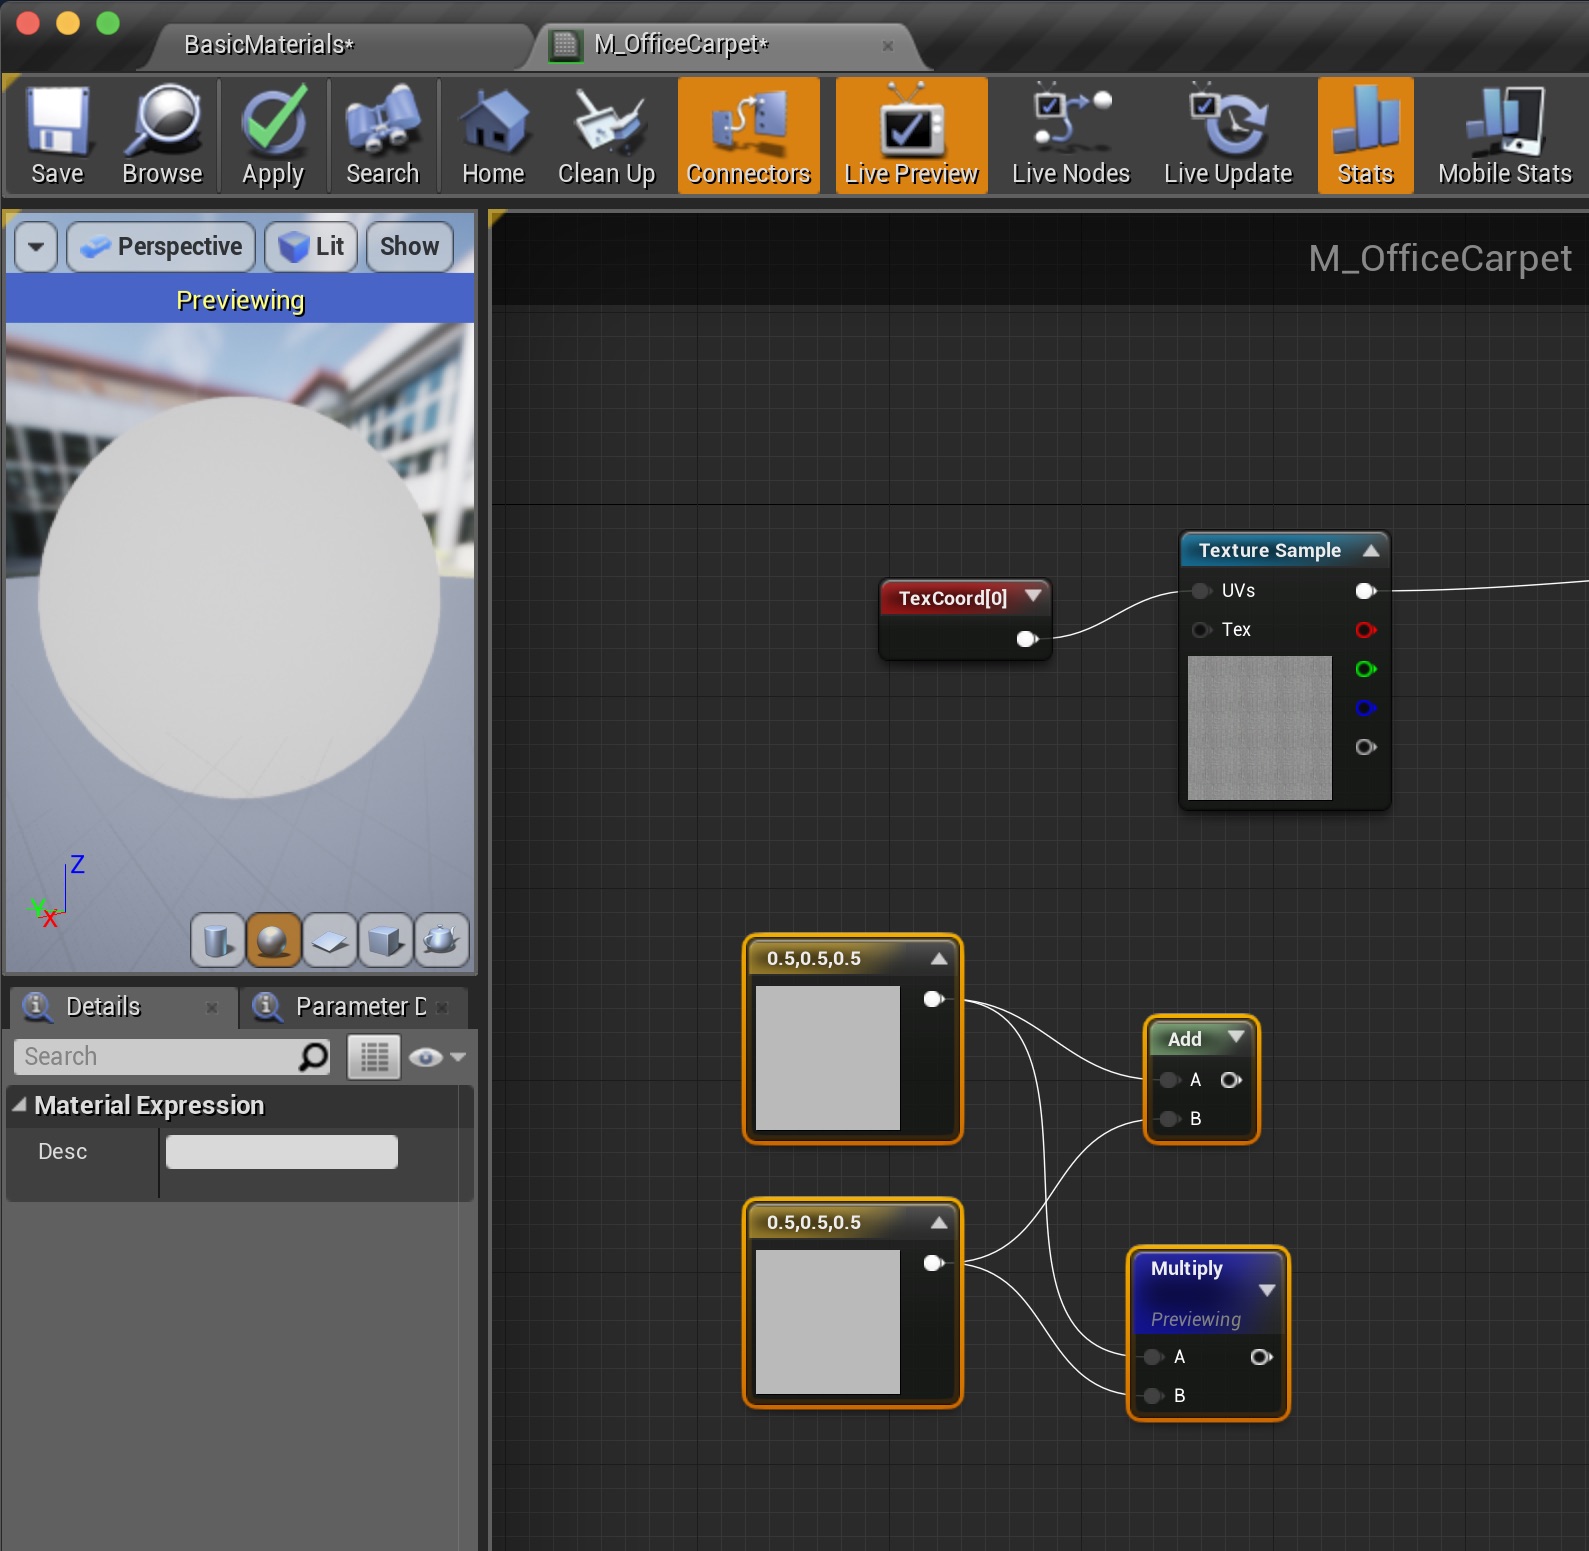 BasicMaterials*
M_OfficeCarpet*
Save
Browse
Apply
Search
Home
Clean Up
Connectors
Live Preview
Live Nodes
Live Update
Stats
Mobile Stats
Perspective
Lit
Show
Previewing
Z
Y
X
M_OfficeCarpet
TexCoord[0]
Texture Sample
UVs
Tex
0.5,0.5,0.5
Add
A
B
0.5,0.5,0.5
Multiply
Previewing
A
B
Details
Parameter D
Search
Material Expression
Desc